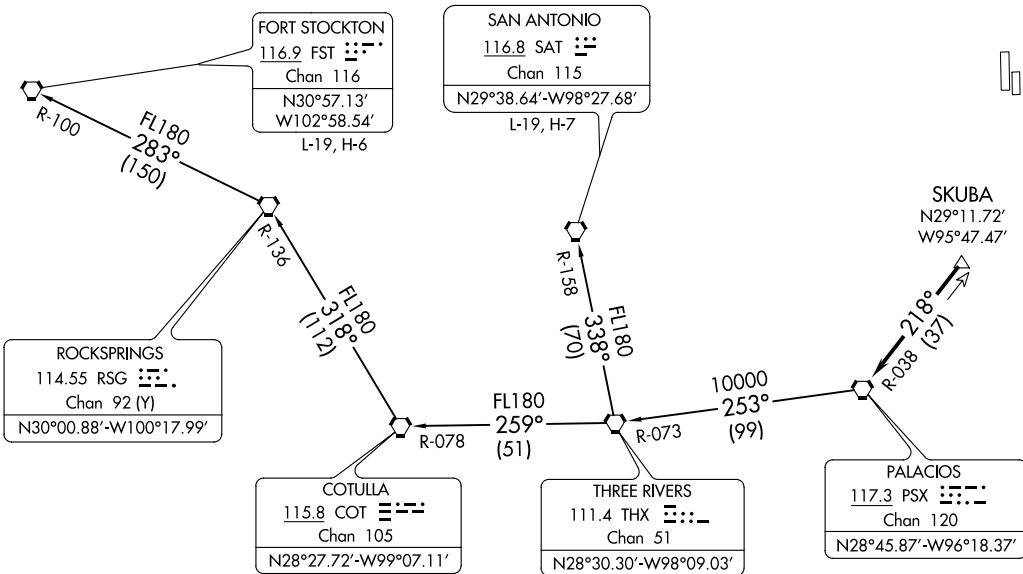 FORT STOCKTON
116.9 FST
Chan 116
N30°57.13′
W102°58.54′
L-19, H-6
SAN ANTONIO
116.8 SAT
Chan 115
N29°38.64′-W98°27.68′
L-19, H-7
R-100
FL180
283°
(150)
SKUBA
N29°11.72′
W95°47.47′
R-136
FL180
318°
(112)
R-158
FL180
338°
(70)
218°
(37)
R-038
ROCKSPRINGS
114.55 RSG
Chan 92 (Y)
N30°00.88′-W100°17.99′
R-078
FL180
259°
(51)
R-073
10000
253°
(99)
COTULLA
115.8 COT
Chan 105
N28°27.72′-W99°07.11′
THREE RIVERS
111.4 THX
Chan 51
N28°30.30′-W98°09.03′
PALACIOS
117.3 PSX
Chan 120
N28°45.87′-W96°18.37′